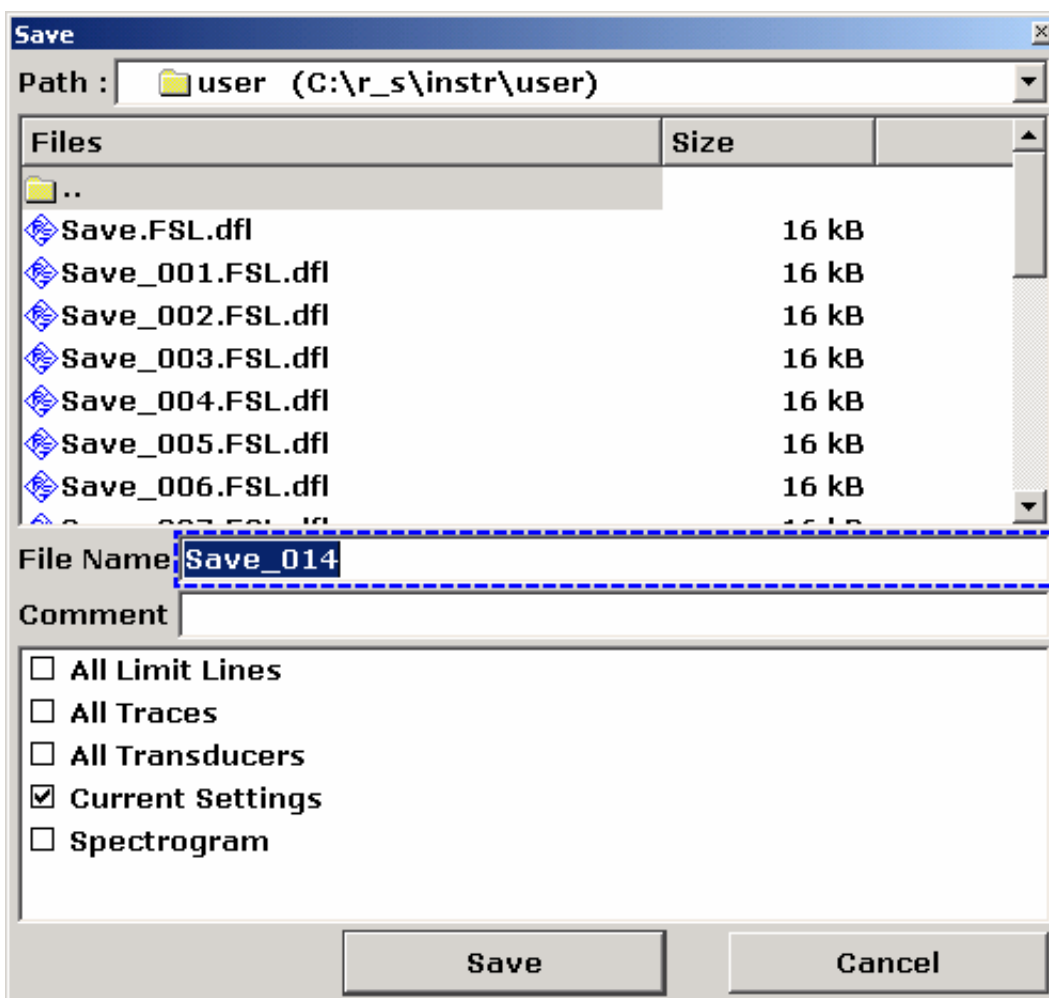 Save
Path : user (C:\r_s\instr\user)
Files Size
..
Save.FSL.dfl 16 kB
Save_001.FSL.dfl 16 kB
Save_002.FSL.dfl 16 kB
Save_003.FSL.dfl 16 kB
Save_004.FSL.dfl 16 kB
Save_005.FSL.dfl 16 kB
Save_006.FSL.dfl 16 kB
File Name Save_014
Comment
All Limit Lines
All Traces
All Transducers
Current Settings
Spectrogram
Save Cancel